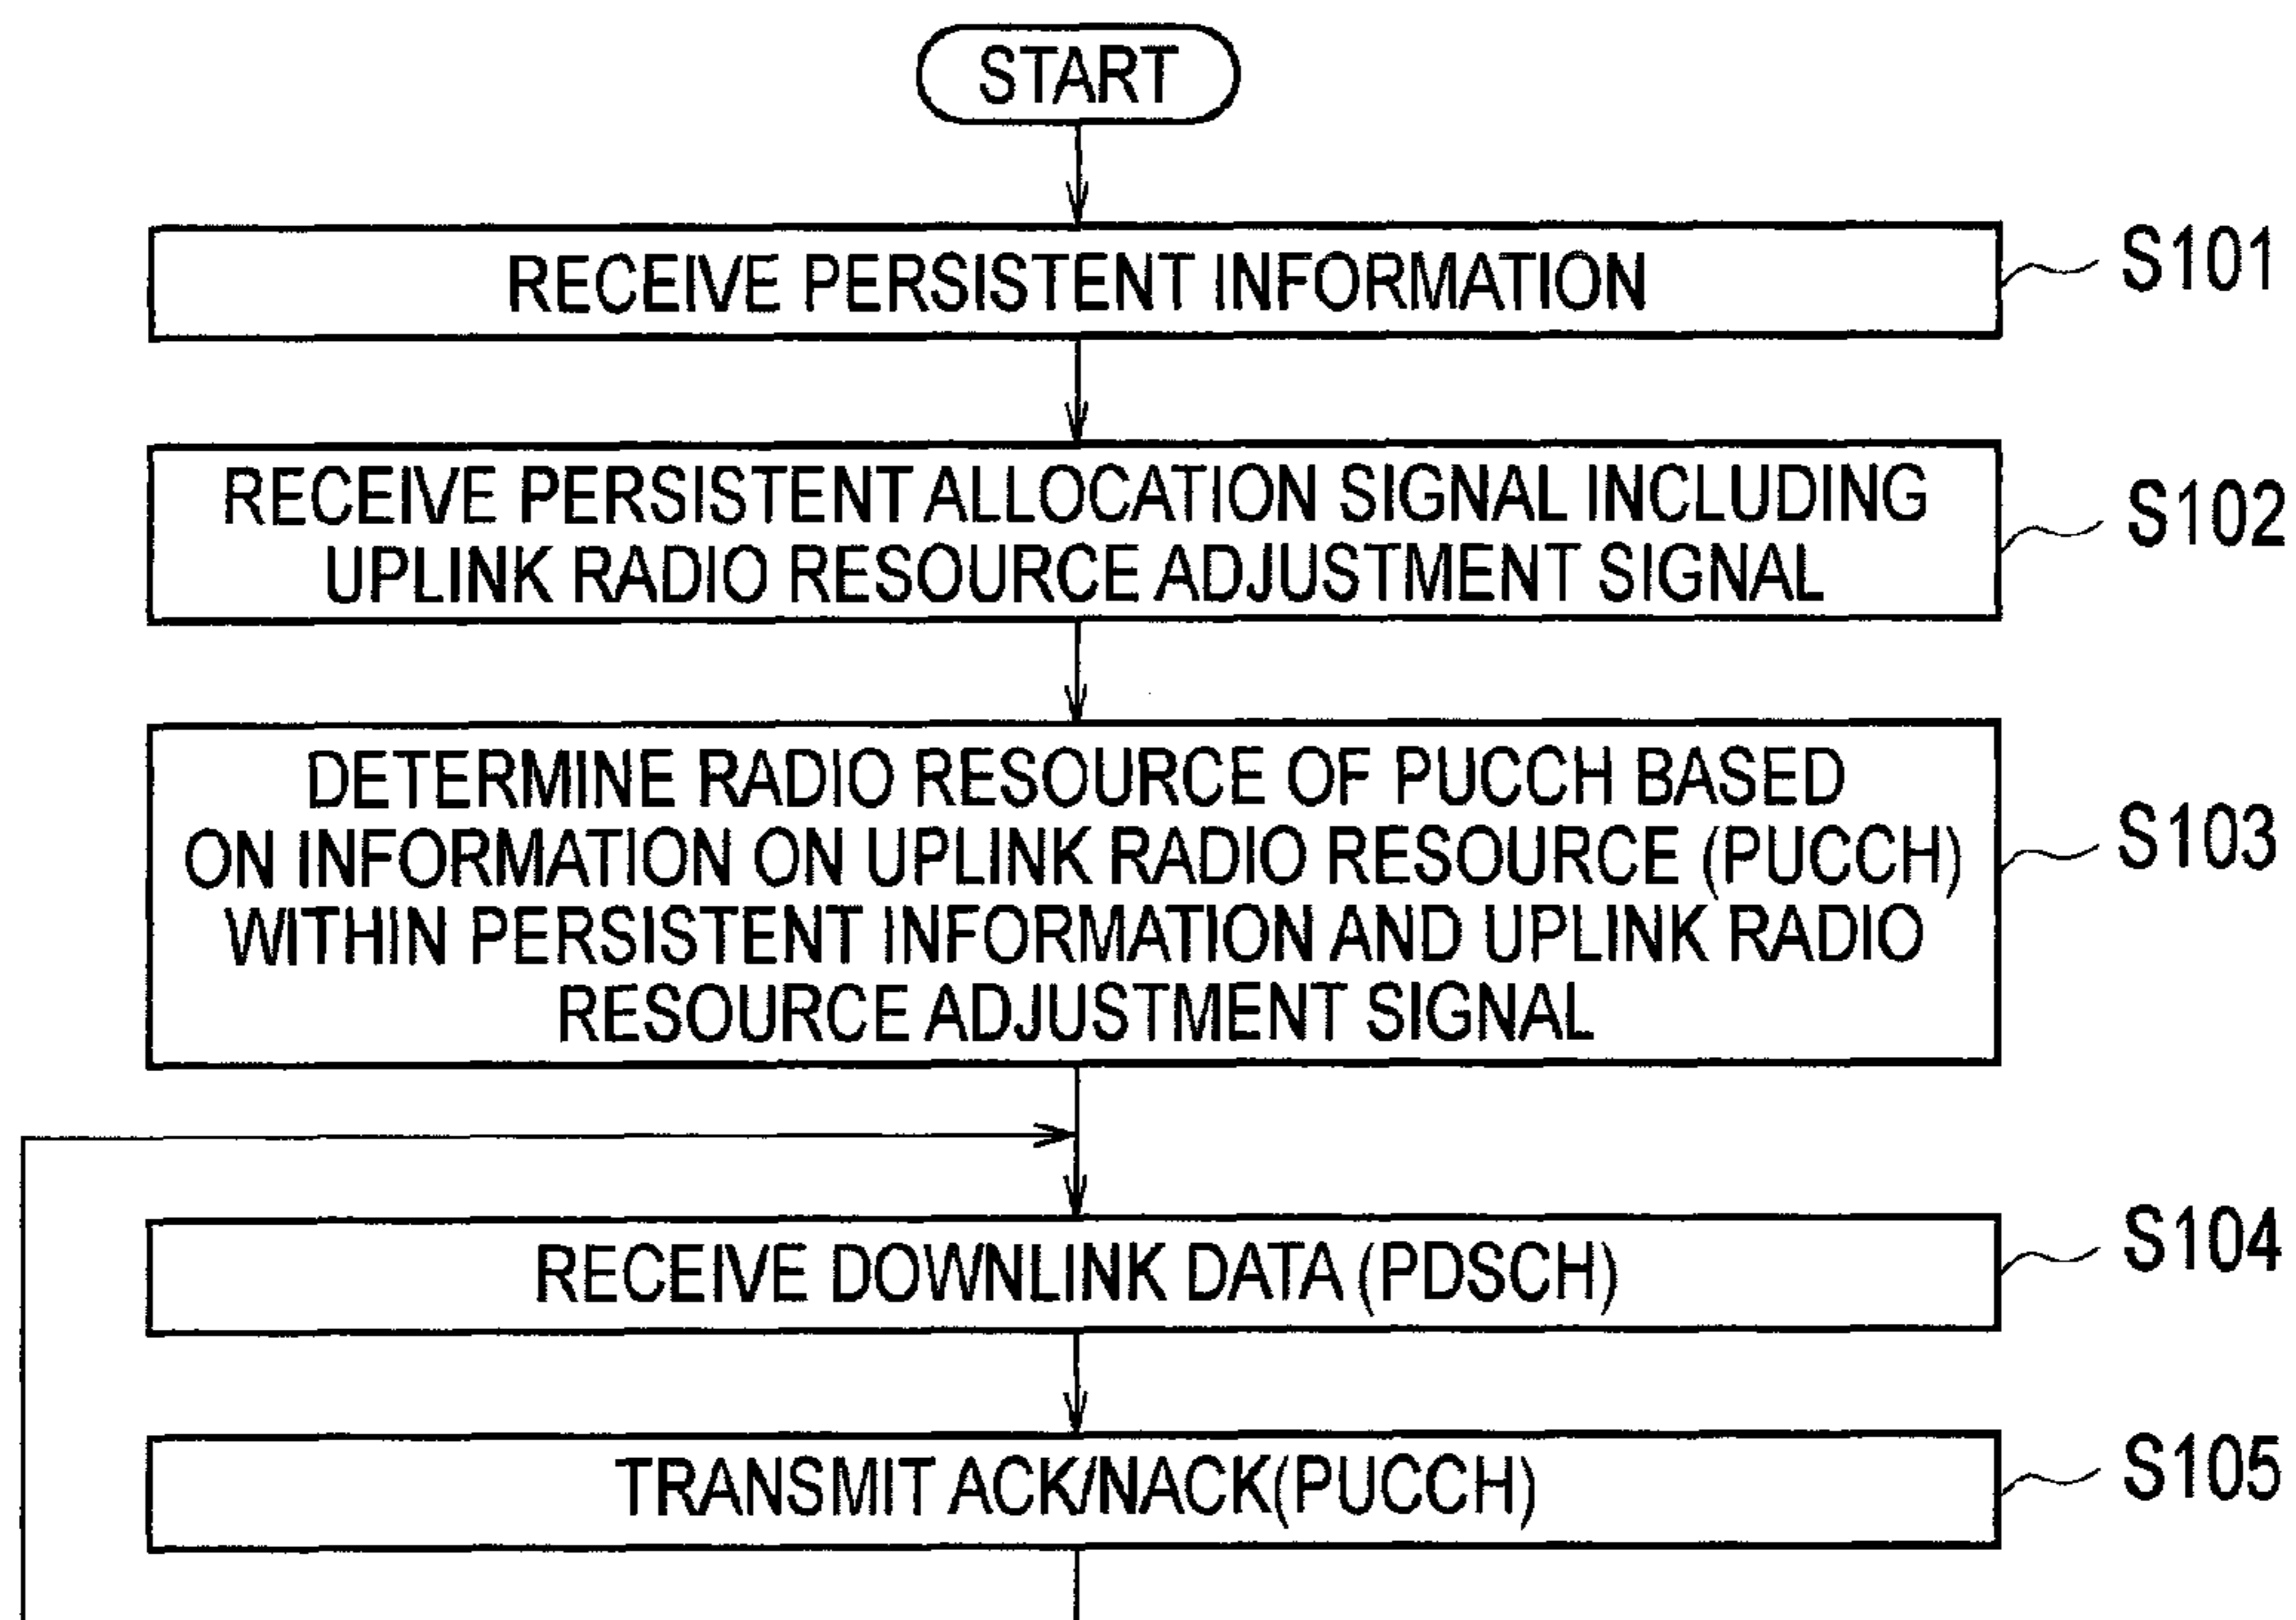 START
RECEIVE PERSISTENT INFORMATION
S101
RECEIVE PERSISTENT ALLOCATION SIGNAL INCLUDING
UPLINK RADIO RESOURCE ADJUSTMENT SIGNAL
S102
DETERMINE RADIO RESOURCE OF PUCCH BASED
ON INFORMATION ON UPLINK RADIO RESOURCE (PUCCH)
WITHIN PERSISTENT INFORMATION AND UPLINK RADIO
RESOURCE ADJUSTMENT SIGNAL
S103
RECEIVE DOWNLINK DATA (PDSCH)
S104
TRANSMIT ACK/NACK(PUCCH)
S105